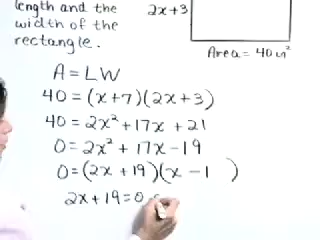 length and the
width of the
rectangle.
2x+3
Area = 40 in²
A = LW
40 = (x+7)(2x+3)
40 = 2x² + 17x + 21
0 = 2x² + 17x - 19
0 = (2x + 19)(x - 1 )
2x + 19 = 0